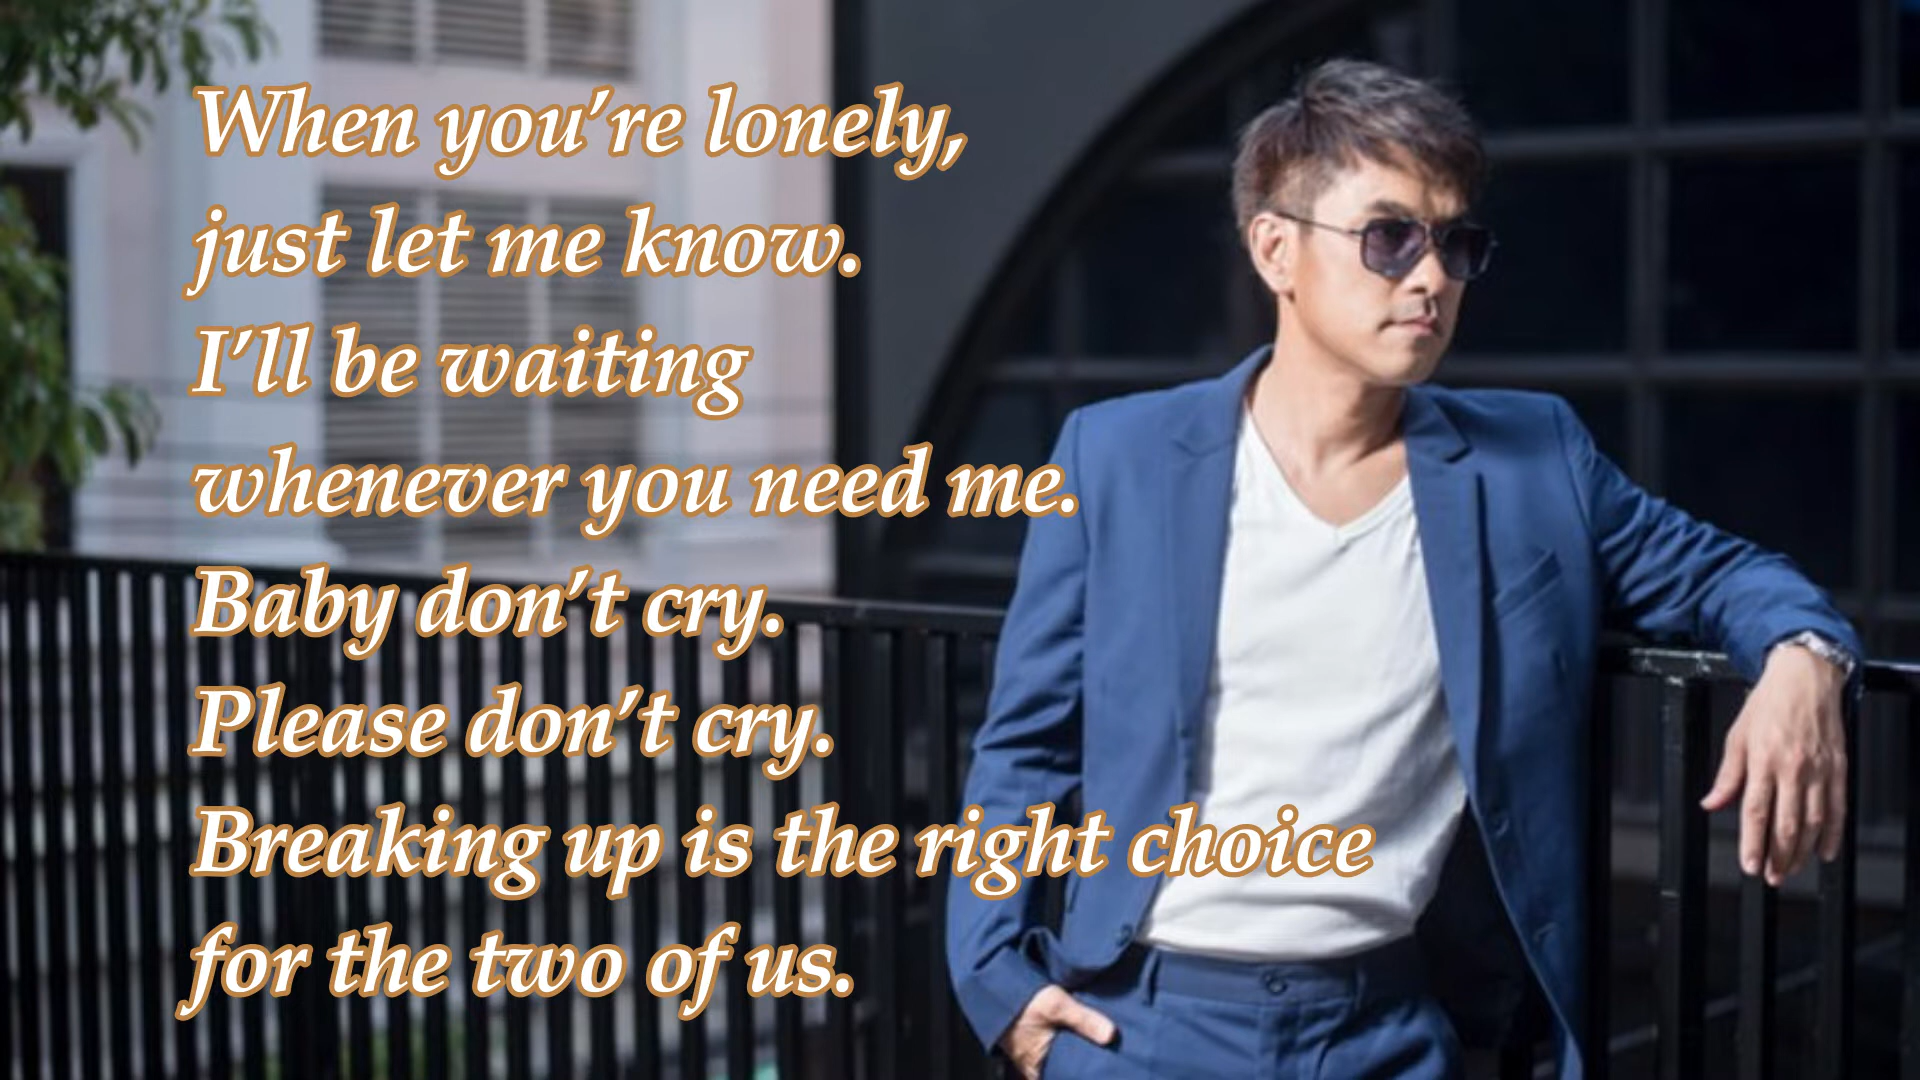 When you’re lonely,
just let me know.
I’ll be waiting
whenever you need me.
Baby don’t cry.
Please don’t cry.
Breaking up is the right choice
for the two of us.